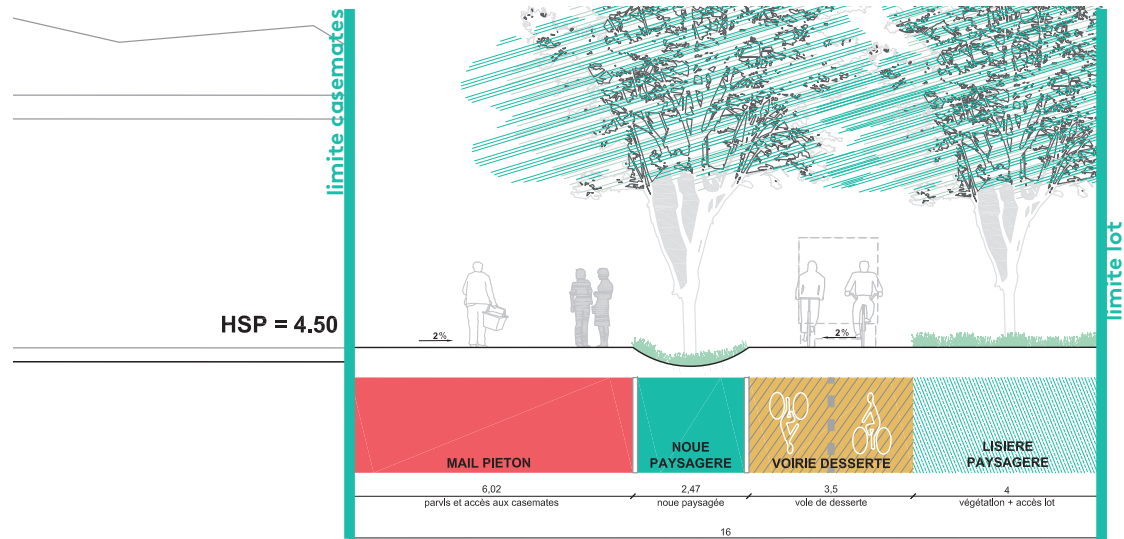 limite casemates
limite lot
HSP = 4.50
2%
2%
MAIL PIETON
NOUE
PAYSAGERE
VOIRIE DESSERTE
LISIERE
PAYSAGERE
6,02
2,47
3,5
4
parvis et accès aux casemates
noue paysagée
voie de desserte
végétation + accès lot
16